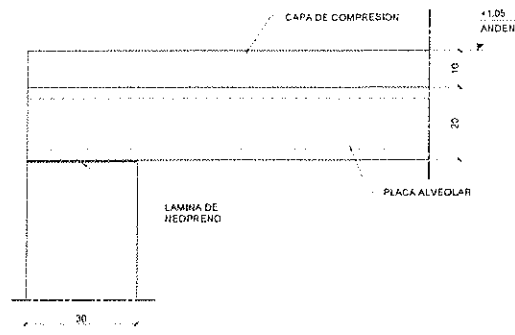 CAPA DE COMPRESION
+1.05
ANDEN
10
20
PLACA ALVEOLAR
LAMINA DE
NEOPRENO
30